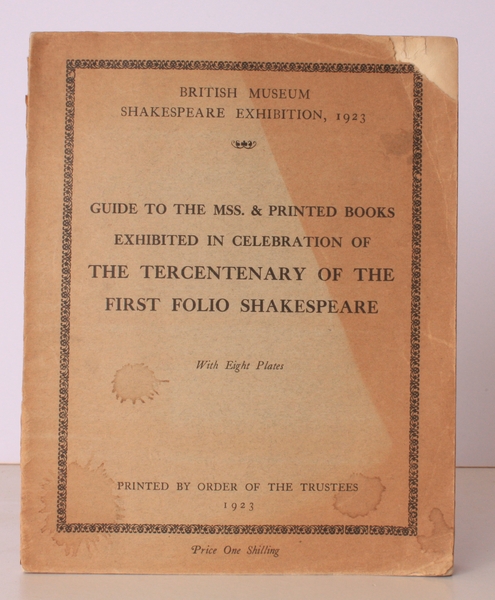 BRITISH MUSEUM
SHAKESPEARE EXHIBITION, 1923
GUIDE TO THE MSS. & PRINTED BOOKS
EXHIBITED IN CELEBRATION OF
THE TERCENTENARY OF THE
FIRST FOLIO SHAKESPEARE
With Eight Plates
PRINTED BY ORDER OF THE TRUSTEES
1923
Price One Shilling